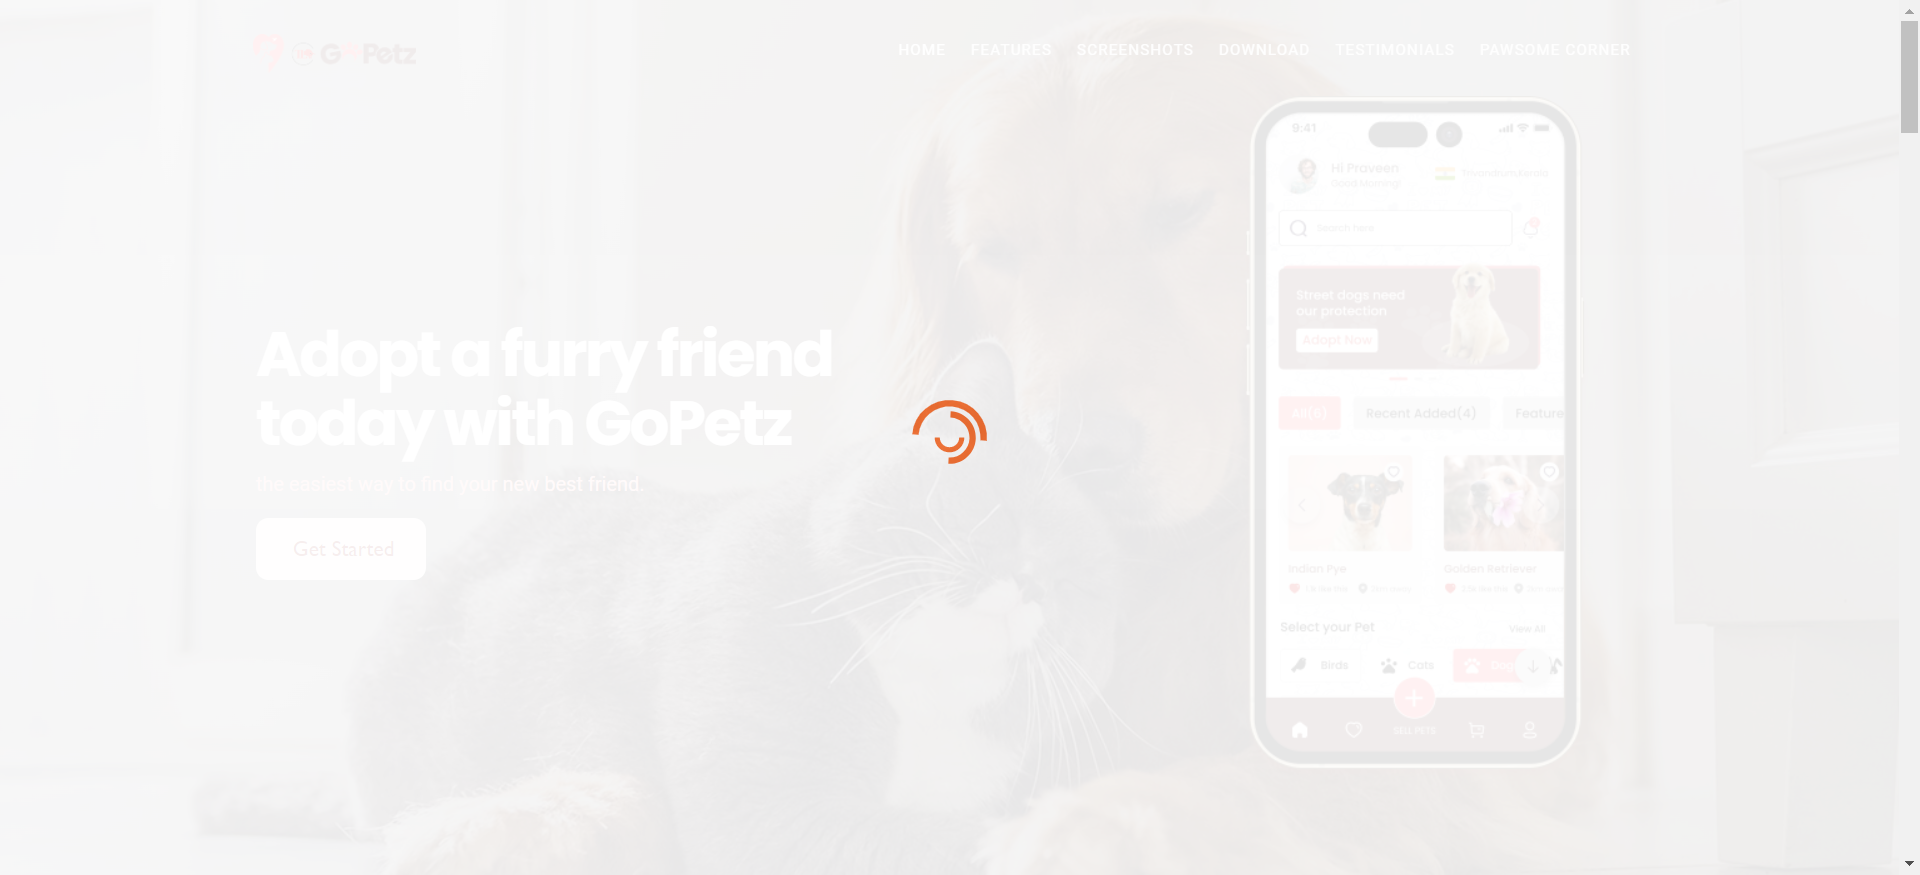 GoPetz
HOME FEATURES SCREENSHOTS DOWNLOAD TESTIMONIALS PAWSOME CORNER
Adopt a furry friend
today with GoPetz
the easiest way to find your new best friend.
Get Started
9:41
Hi Praveen
Good Morning!
Trivandrum,Kerala
Search here
Street dogs need
our protection
Adopt Now
All(6) Recent Added(4) Feature
Indian Pye Golden Retriever
Select your Pet View All
Birds Cats Dog
SELL PETS